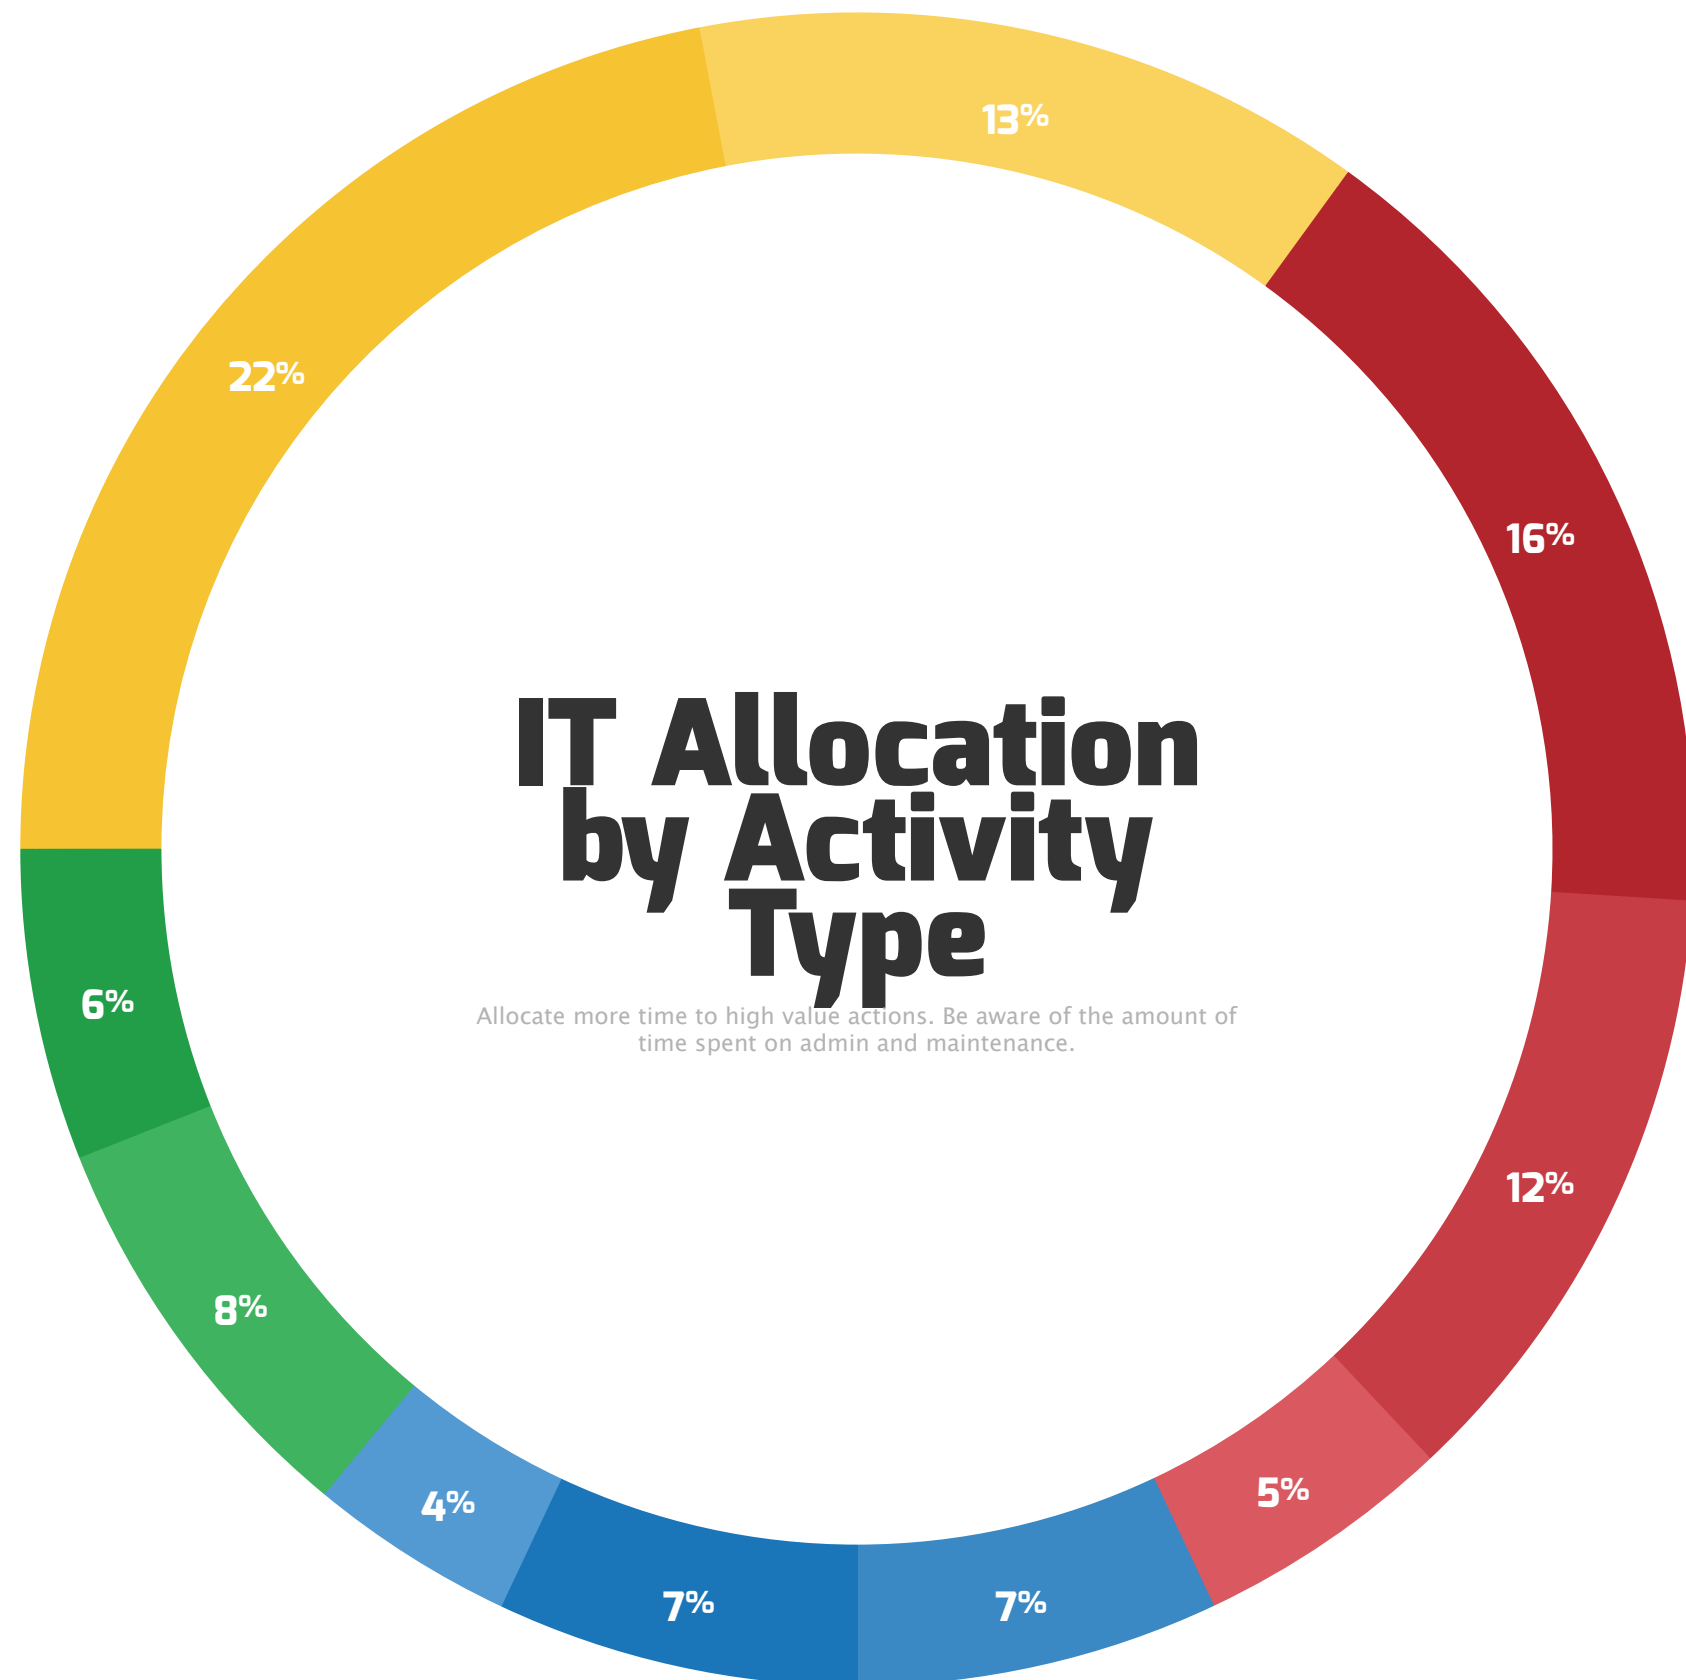 13%
22%
16%
IT Allocation
by Activity
Type
6%
Allocate more time to high value actions. Be aware of the amount of
time spent on admin and maintenance.
12%
8%
5%
4%
7%
7%